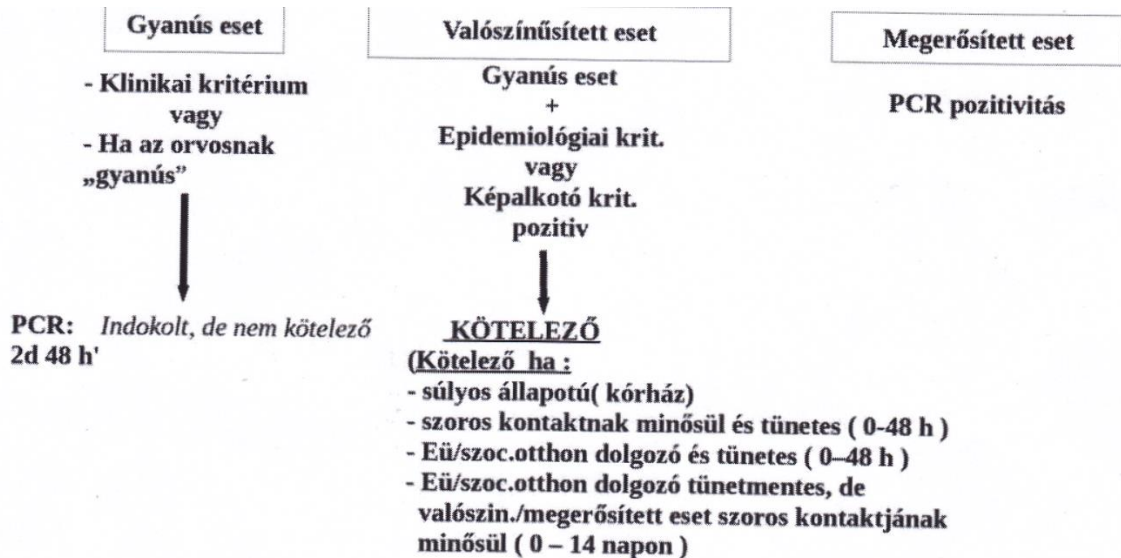 Gyanús eset
- Klinikai kritérium
vagy
- Ha az orvosnak
„gyanús”
PCR: Indokolt, de nem kötelező
2d 48 h'
Valószínűsített eset
Gyanús eset
+
Epidemiológiai krit.
vagy
Képalkotó krit.
pozitiv
KÖTELEZŐ
(Kötelező ha :
- súlyos állapotú( kórház)
- szoros kontaktnak minősül és tünetes ( 0-48 h )
- Eü/szoc.otthon dolgozó és tünetes ( 0–48 h )
- Eü/szoc.otthon dolgozó tünetmentes, de
valószin./megerősített eset szoros kontaktjának
minősül ( 0 – 14 napon )
Megerősített eset
PCR pozitivitás